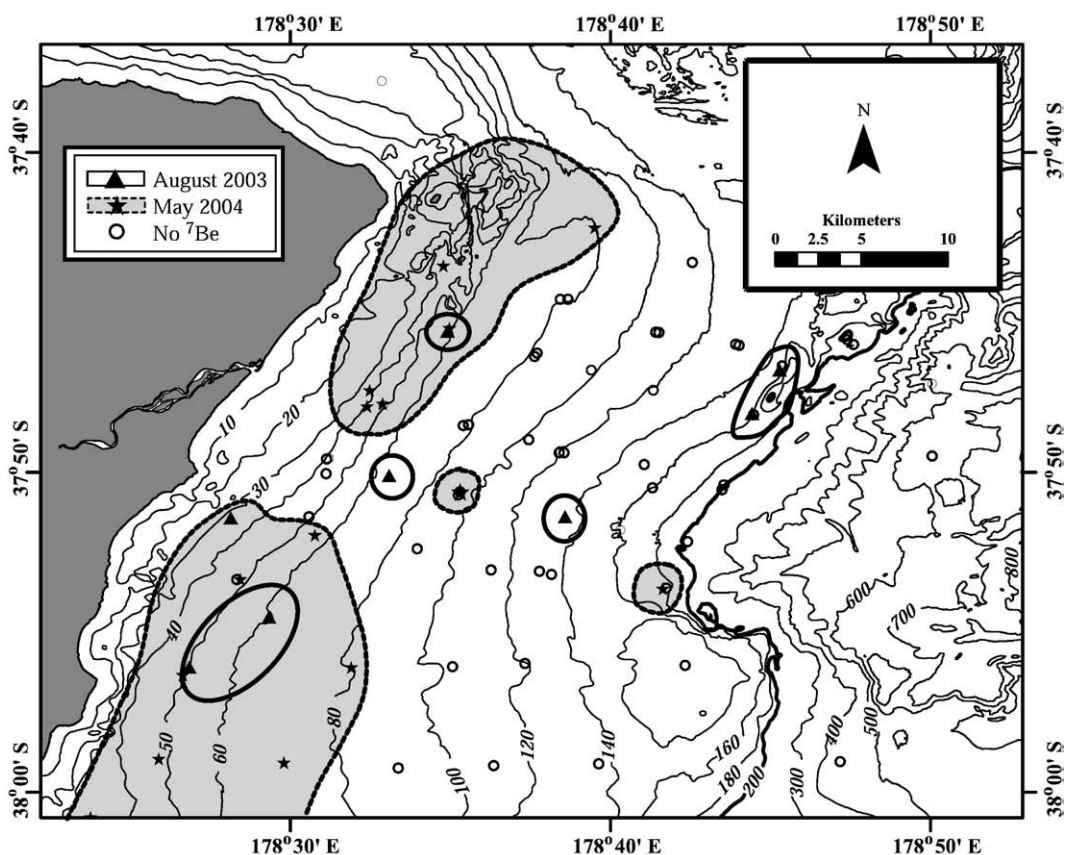 178°30' E 178°40' E 178°50' E
37°40' S
37°50' S
38°00' S
37°40' S
37°50' S
38°00' S
August 2003
May 2004
No ⁷Be
N
Kilometers
0 2.5 5 10
10
20
30
40
50
60
80
100
120
140
160
180
200
300
400
500
600
700
800
178°30' E 178°40' E 178°50' E